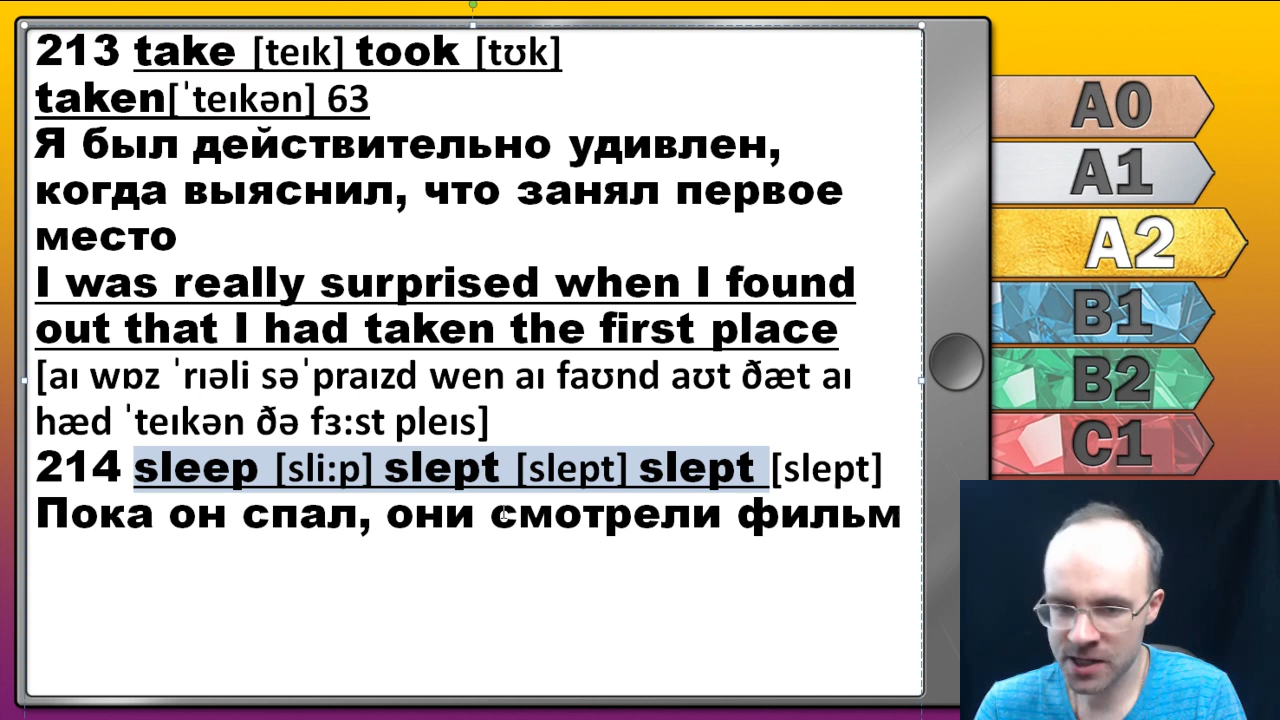 213 take [teɪk] took [tʊk]
taken[ˈteɪkən] 63
Я был действительно удивлен,
когда выяснил, что занял первое
место
I was really surprised when I found
out that I had taken the first place
[aɪ wɒz ˈrɪəli səˈpraɪzd wen aɪ faʊnd aʊt ðæt aɪ
hæd ˈteɪkən ðə fɜ:st pleɪs]
214 sleep [sli:p] slept [slept] slept [slept]
Пока он спал, они смотрели фильм
A0
A1
A2
B1
B2
C1